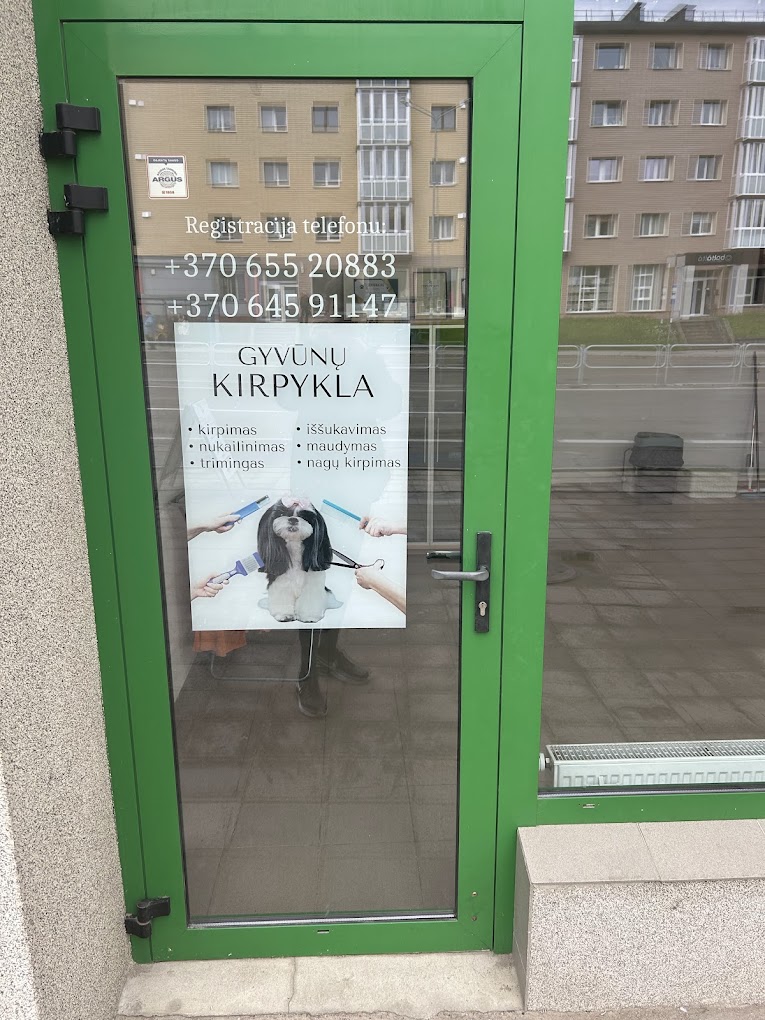 ARGUS
Registracija telefonu:
+370 655 20883
+370 645 91147
GYVŪNŲ
KIRPYKLA
• kirpimas
• nukailinimas
• trimingas
• iššukavimas
• maudymas
• nagų kirpimas